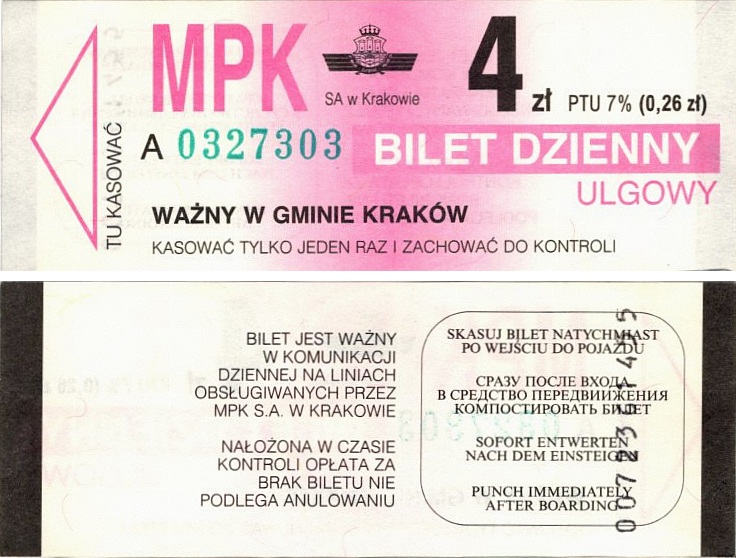 MPK
SA w Krakowie
4 zł PTU 7% (0,26 zł)
A 0327303
BILET DZIENNY
ULGOWY
TU KASOWAĆ
WAŻNY W GMINIE KRAKÓW
KASOWAĆ TYLKO JEDEN RAZ I ZACHOWAĆ DO KONTROLI
BILET JEST WAŻNY
W KOMUNIKACJI
DZIENNEJ NA LINIACH
OBSŁUGIWANYCH PRZEZ
MPK S.A. W KRAKOWIE
NAŁOŻONA W CZASIE
KONTROLI OPŁATA ZA
BRAK BILETU NIE
PODLEGA ANULOWANIU
SKASUJ BILET NATYCHMIAST
PO WEJŚCIU DO POJAZDU
СРАЗУ ПОСЛЕ ВХОДА
В СРЕДСТВО ПЕРЕДВИИЖЕНИЯ
КОМПОСТИРОВАТЬ БИЛЕТ
SOFORT ENTWERTEN
NACH DEM EINSTEIGEN
PUNCH IMMEDIATELY
AFTER BOARDING